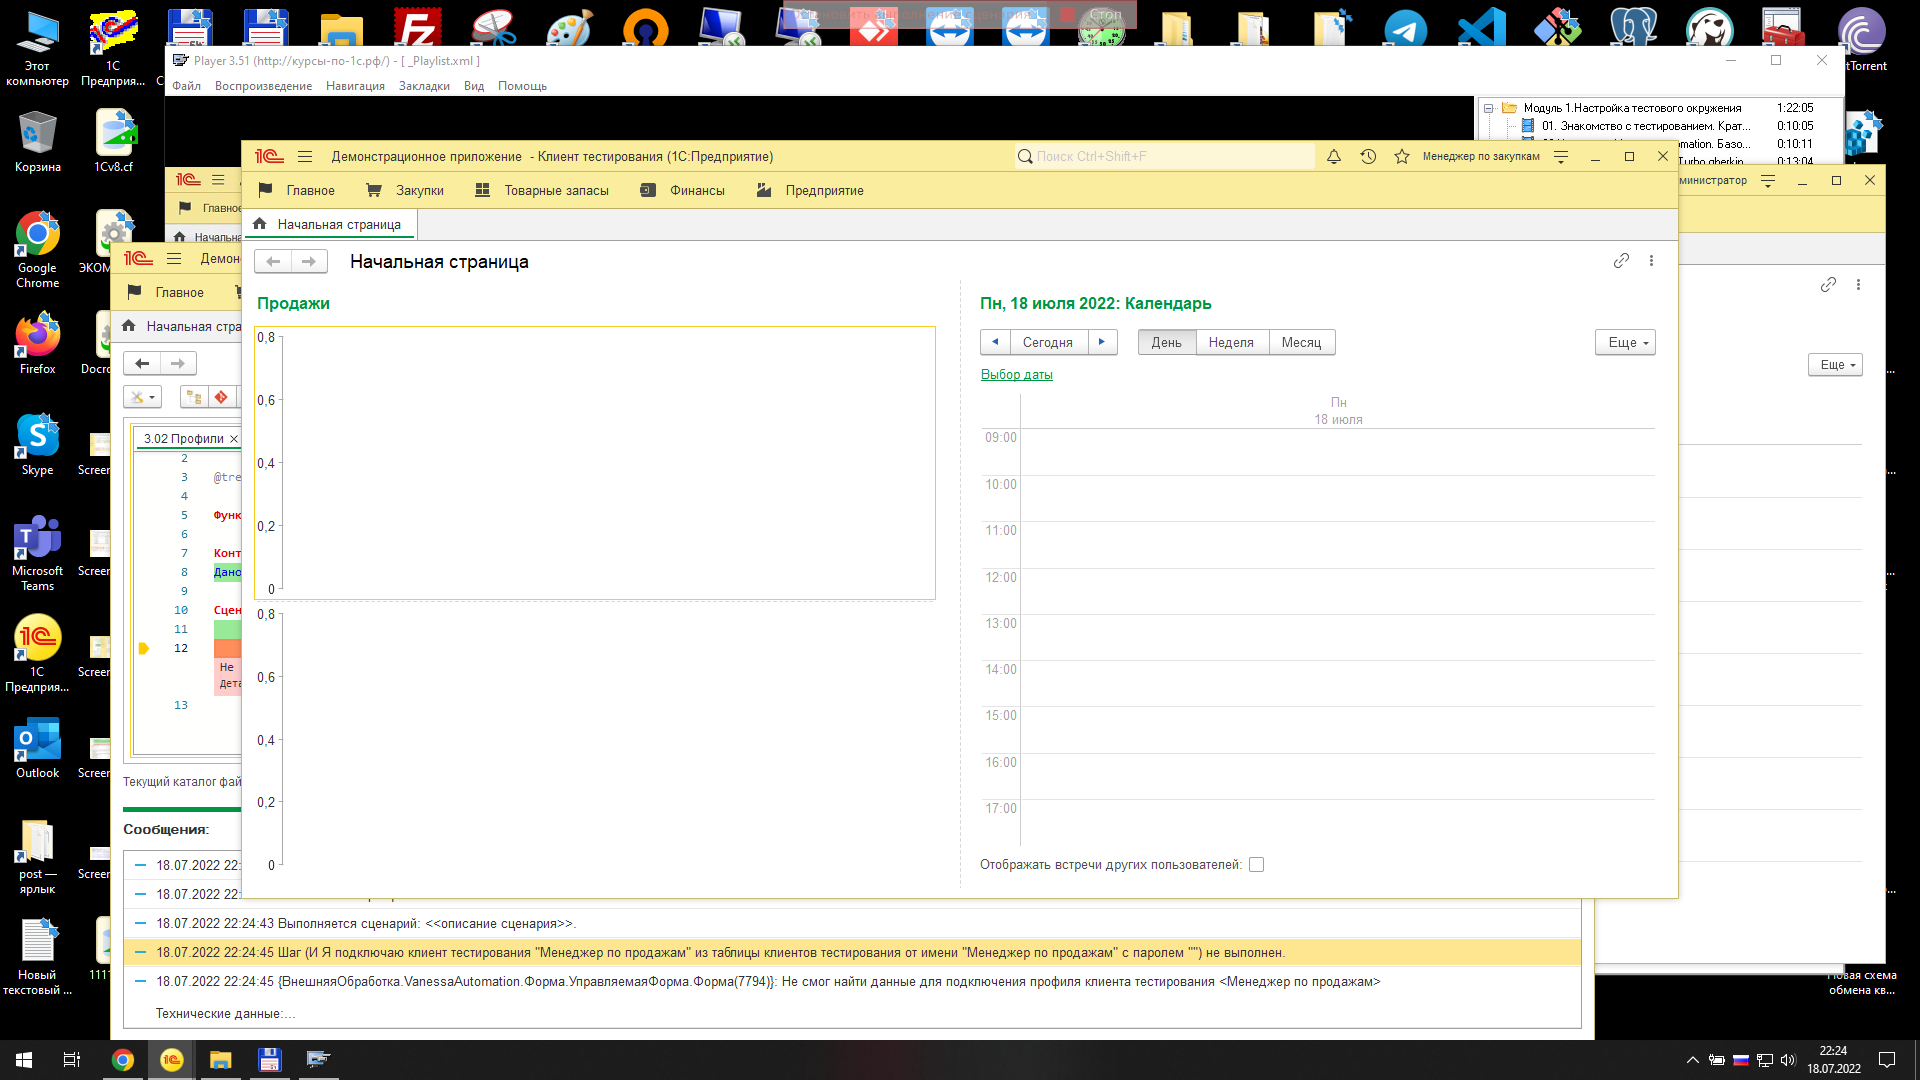 Стоп
Этот компьютер
1С Предприя...
tTorrent
Корзина
1Cv8.cf
Google Chrome
ЭКОМ
Firefox
Docro
Skype
Screer
Microsoft Teams
Screer
1С Предприя...
Screer
Outlook
Screer
post — ярлык
Screer
Новый текстовый ...
1111
Новая схема обмена кв...
Player 3.51 (http://курсы-по-1с.рф/) - [ _Playlist.xml ]
Файл Воспроизведение Навигация Закладки Вид Помощь
Модуль 1.Настройка тестового окружения 1:22:05
01. Знакомство с тестированием. Крат... 0:10:05
0:10:11
0:13:04
Главное
министратор
Еще
Демонстрационное приложение - Клиент тестирования (1С:Предприятие)
Поиск Ctrl+Shift+F
Менеджер по закупкам
Главное Закупки Товарные запасы Финансы Предприятие
Начальная страница
Начальная страница
Продажи
0,8
0,6
0,4
0,2
0
0,8
0,6
0,4
0,2
0
Пн, 18 июля 2022: Календарь
Сегодня День Неделя Месяц Еще
Выбор даты
Пн
18 июля
09:00
10:00
11:00
12:00
13:00
14:00
15:00
16:00
17:00
Отображать встречи других пользователей:
Главное
Начальная стра
3.02 Профили
2
3 @tre
4
5 Функ
6
7 Конт
8 Дано
9
10 Сцен
11
12
Не
Дета
13
Текущий каталог фай
Сообщения:
18.07.2022 22:
18.07.2022 22:
18.07.2022 22:24:43 Выполняется сценарий: <<описание сценария>>.
18.07.2022 22:24:45 Шаг (И Я подключаю клиент тестирования "Менеджер по продажам" из таблицы клиентов тестирования от имени "Менеджер по продажам" с паролем "") не выполнен.
18.07.2022 22:24:45 {ВнешняяОбработка.VanessaAutomation.Форма.УправляемаяФорма.Форма(7794)}: Не смог найти данные для подключения профиля клиента тестирования <Менеджер по продажам>
Технические данные:...
22:24
18.07.2022